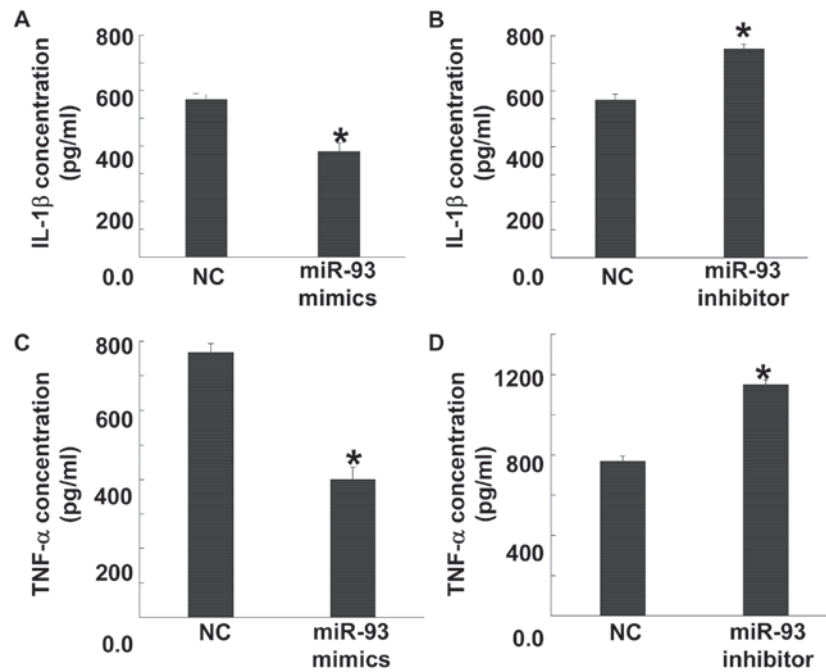 A
IL-1β concentration
(pg/ml)
800
600
400
200
0.0
*
NC
miR-93
mimics
B
IL-1β concentration
(pg/ml)
800
600
400
200
0.0
*
NC
miR-93
inhibitor
C
TNF-α concentration
(pg/ml)
800
600
400
200
0.0
*
NC
miR-93
mimics
D
TNF-α concentration
(pg/ml)
1200
800
400
0.0
*
NC
miR-93
inhibitor